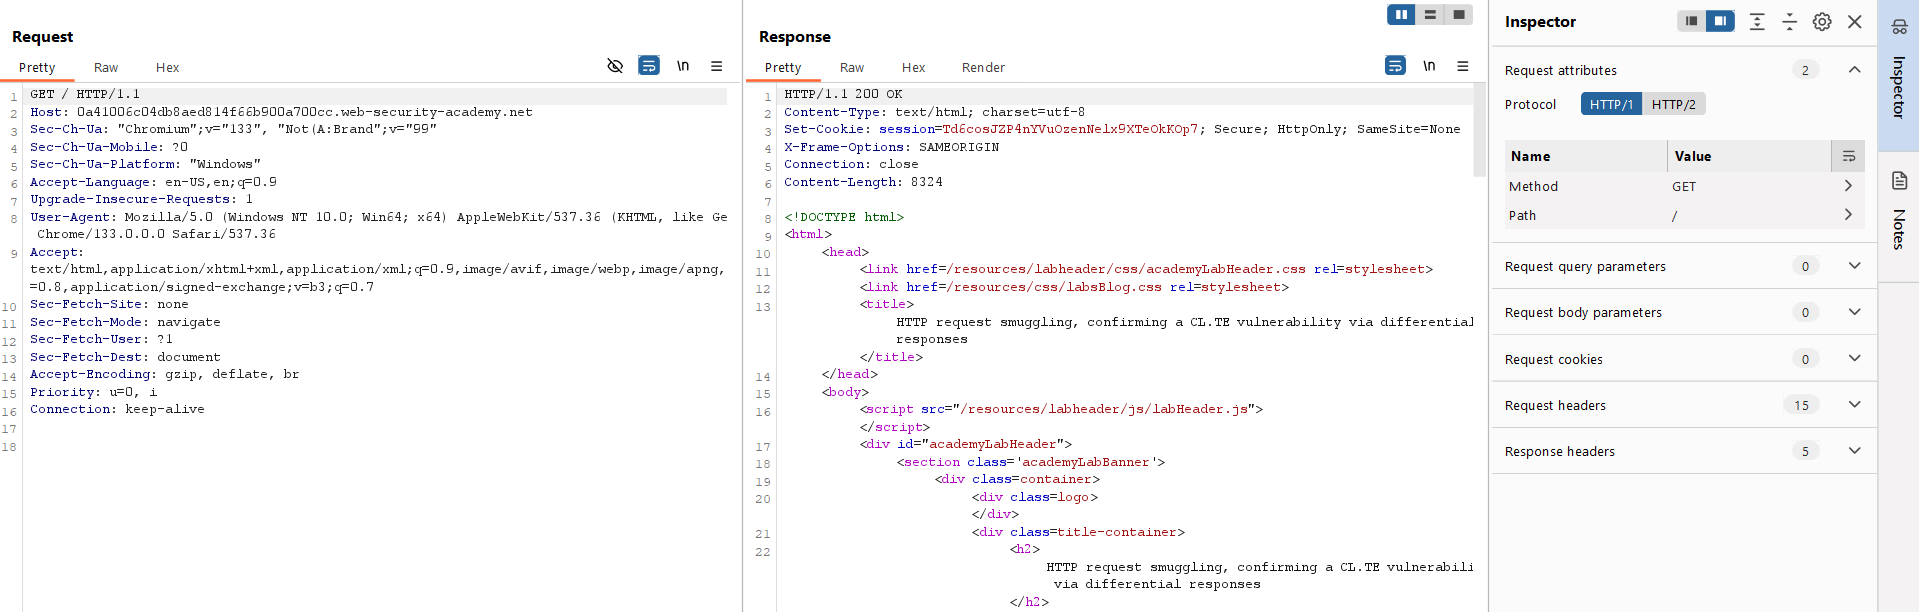 Request
Pretty Raw Hex \n
1 GET / HTTP/1.1
2 Host: 0a41006c04db8aed814f66b900a700cc.web-security-academy.net
3 Sec-Ch-Ua: "Chromium";v="133", "Not(A:Brand";v="99"
4 Sec-Ch-Ua-Mobile: ?0
5 Sec-Ch-Ua-Platform: "Windows"
6 Accept-Language: en-US,en;q=0.9
7 Upgrade-Insecure-Requests: 1
8 User-Agent: Mozilla/5.0 (Windows NT 10.0; Win64; x64) AppleWebKit/537.36 (KHTML, like Ge
Chrome/133.0.0.0 Safari/537.36
9 Accept:
text/html,application/xhtml+xml,application/xml;q=0.9,image/avif,image/webp,image/apng,
=0.8,application/signed-exchange;v=b3;q=0.7
10 Sec-Fetch-Site: none
11 Sec-Fetch-Mode: navigate
12 Sec-Fetch-User: ?1
13 Sec-Fetch-Dest: document
14 Accept-Encoding: gzip, deflate, br
15 Priority: u=0, i
16 Connection: keep-alive
17
18
Response
Pretty Raw Hex Render \n
1 HTTP/1.1 200 OK
2 Content-Type: text/html; charset=utf-8
3 Set-Cookie: session=Td6cosJZP4nYVuOzenNelx9XTeOkKOp7; Secure; HttpOnly; SameSite=None
4 X-Frame-Options: SAMEORIGIN
5 Connection: close
6 Content-Length: 8324
7
8 <!DOCTYPE html>
9 <html>
10 <head>
11 <link href=/resources/labheader/css/academyLabHeader.css rel=stylesheet>
12 <link href=/resources/css/labsBlog.css rel=stylesheet>
13 <title>
HTTP request smuggling, confirming a CL.TE vulnerability via differential
responses
</title>
14 </head>
15 <body>
16 <script src="/resources/labheader/js/labHeader.js">
</script>
17 <div id="academyLabHeader">
18 <section class='academyLabBanner'>
19 <div class=container>
20 <div class=logo>
</div>
21 <div class=title-container>
22 <h2>
HTTP request smuggling, confirming a CL.TE vulnerabili
via differential responses
</h2>
Inspector
Request attributes 2
Protocol HTTP/1 HTTP/2
Name Value
Method GET
Path /
Request query parameters 0
Request body parameters 0
Request cookies 0
Request headers 15
Response headers 5
Inspector
Notes